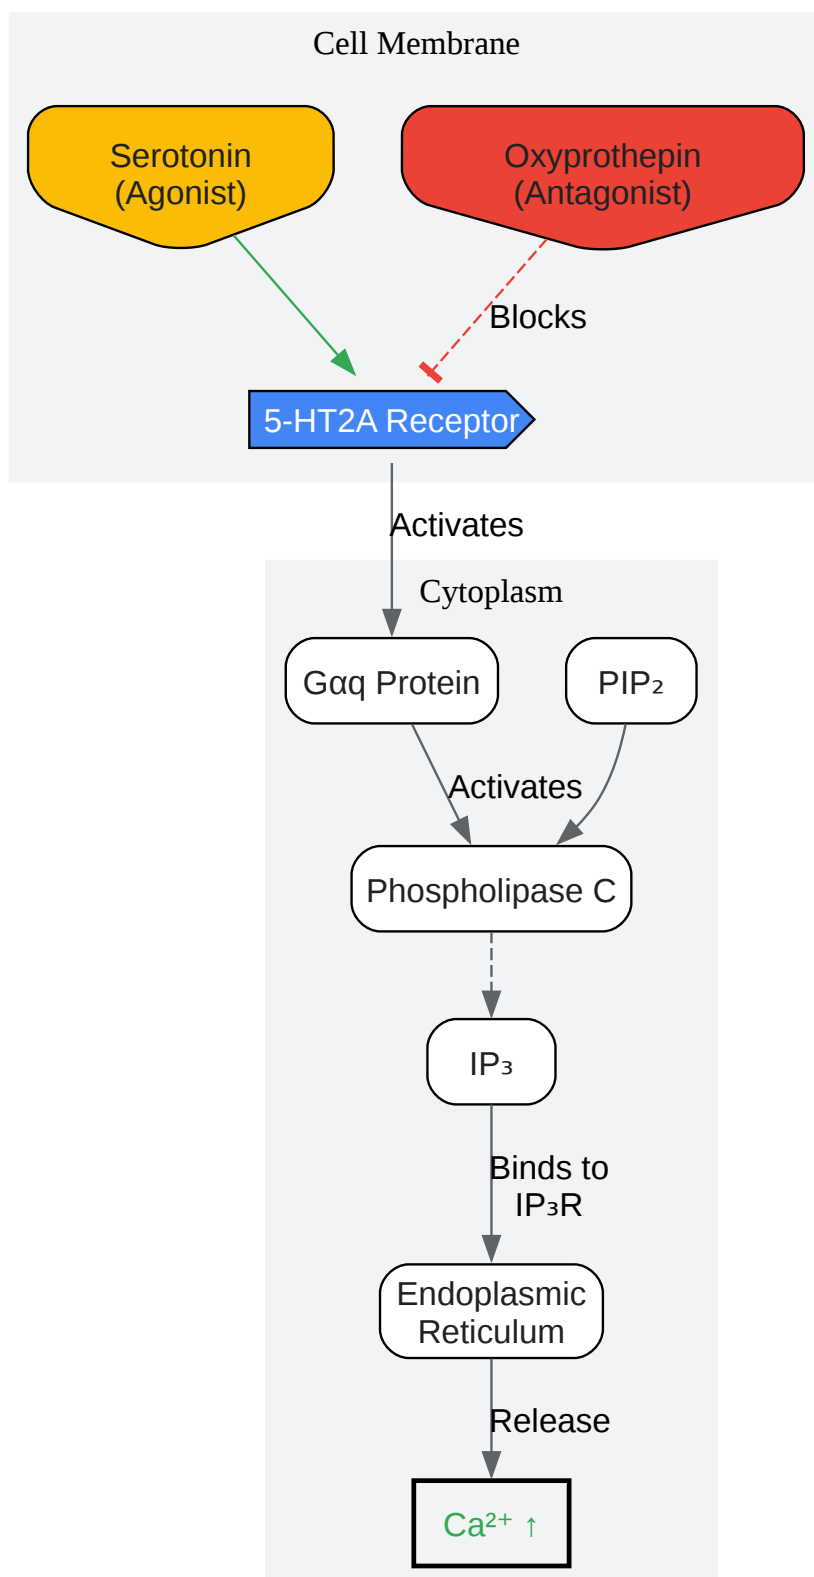 Cell Membrane
Serotonin
(Agonist)
Oxyprothepin
(Antagonist)
Blocks
5-HT2A Receptor
Activates
Cytoplasm
Gαq Protein
PIP₂
Activates
Phospholipase C
IP₃
Binds to
IP₃R
Endoplasmic
Reticulum
Release
Ca²⁺ ↑